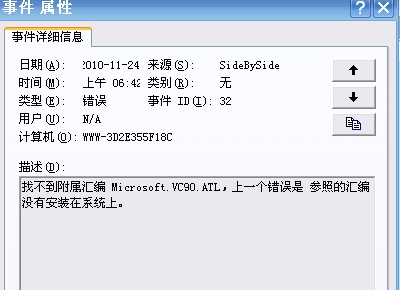 事件 属性
事件详细信息
日期(A): 2010-11-24 来源(S): SideBySide
时间(M): 上午 06:42 类别(R): 无
类型(E): 错误 事件 ID(I): 32
用户(U): N/A
计算机(O): WWW-3D2E355F18C
描述(D):
找不到附属汇编 Microsoft.VC90.ATL，上一个错误是 参照的汇编
没有安装在系统上。